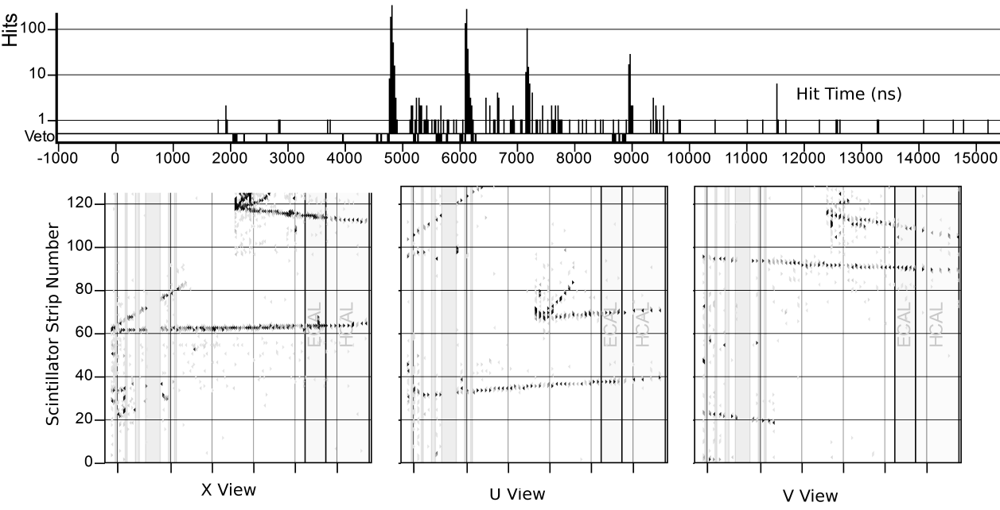 Hits
100
10
1
Veto
Hit Time (ns)
-1000 0 1000 2000 3000 4000 5000 6000 7000 8000 9000 10000 11000 12000 13000 14000 15000
Scintillator Strip Number
120
100
80
60
40
20
0
ECAL HCAL
ECAL HCAL
ECAL HCAL
X View
U View
V View